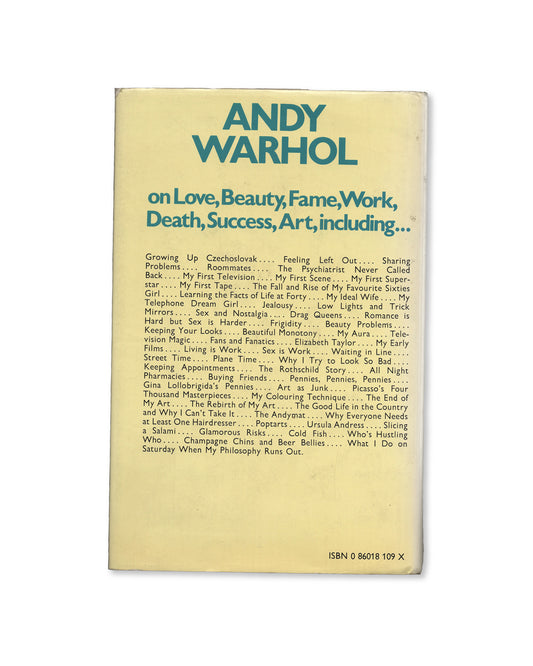 ANDY
WARHOL
on Love, Beauty, Fame, Work,
Death, Success, Art, including...
Growing Up Czechoslovak.... Feeling Left Out.... Sharing
Problems.... Roommates.... The Psychiatrist Never Called
Back.... My First Television.... My First Scene.... My First Super-
star.... My First Tape.... The Fall and Rise of My Favourite Sixties
Girl.... Learning the Facts of Life at Forty.... My Ideal Wife.... My
Telephone Dream Girl.... Jealousy.... Low Lights and Trick
Mirrors.... Sex and Nostalgia.... Drag Queens.... Romance is
Hard but Sex is Harder.... Frigidity.... Beauty Problems....
Keeping Your Looks.... Beautiful Monotony.... My Aura.... Tele-
vision Magic.... Fans and Fanatics.... Elizabeth Taylor.... My Early
Films.... Living is Work.... Sex is Work.... Waiting in Line....
Street Time.... Plane Time.... Why I Try to Look So Bad....
Keeping Appointments.... The Rothschild Story.... All Night
Pharmacies.... Buying Friends.... Pennies, Pennies, Pennies....
Gina Lollobrigida's Pennies.... Art as Junk.... Picasso's Four
Thousand Masterpieces.... My Colouring Technique.... The End of
My Art.... The Rebirth of My Art.... The Good Life in the Country
and Why I Can't Take It.... The Andymat.... Why Everyone Needs
at Least One Hairdresser.... Poptarts.... Ursula Andress.... Slicing
a Salami.... Glamorous Risks.... Cold Fish.... Who's Hustling
Who.... Champagne Chins and Beer Bellies.... What I Do on
Saturday When My Philosophy Runs Out.
ISBN 0 86018 109 X